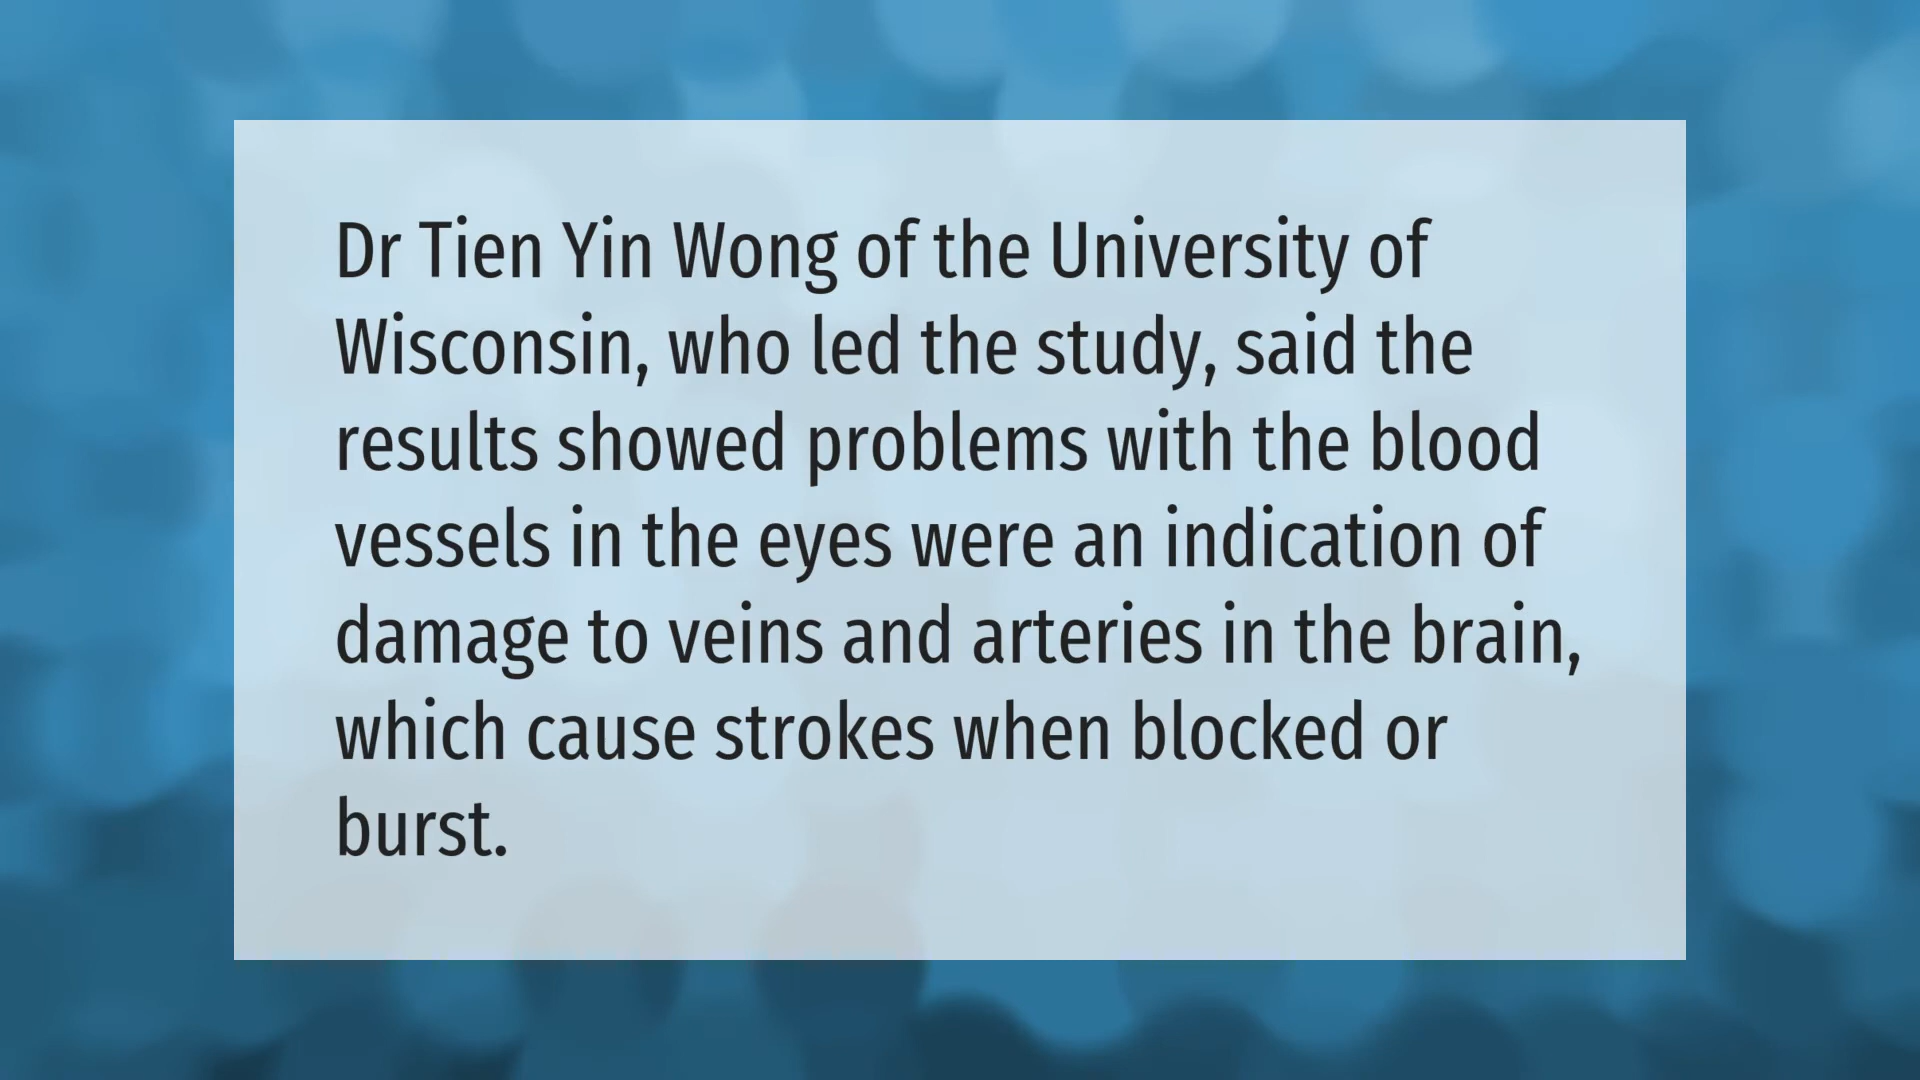 Dr Tien Yin Wong of the University of
Wisconsin, who led the study, said the
results showed problems with the blood
vessels in the eyes were an indication of
damage to veins and arteries in the brain,
which cause strokes when blocked or
burst.